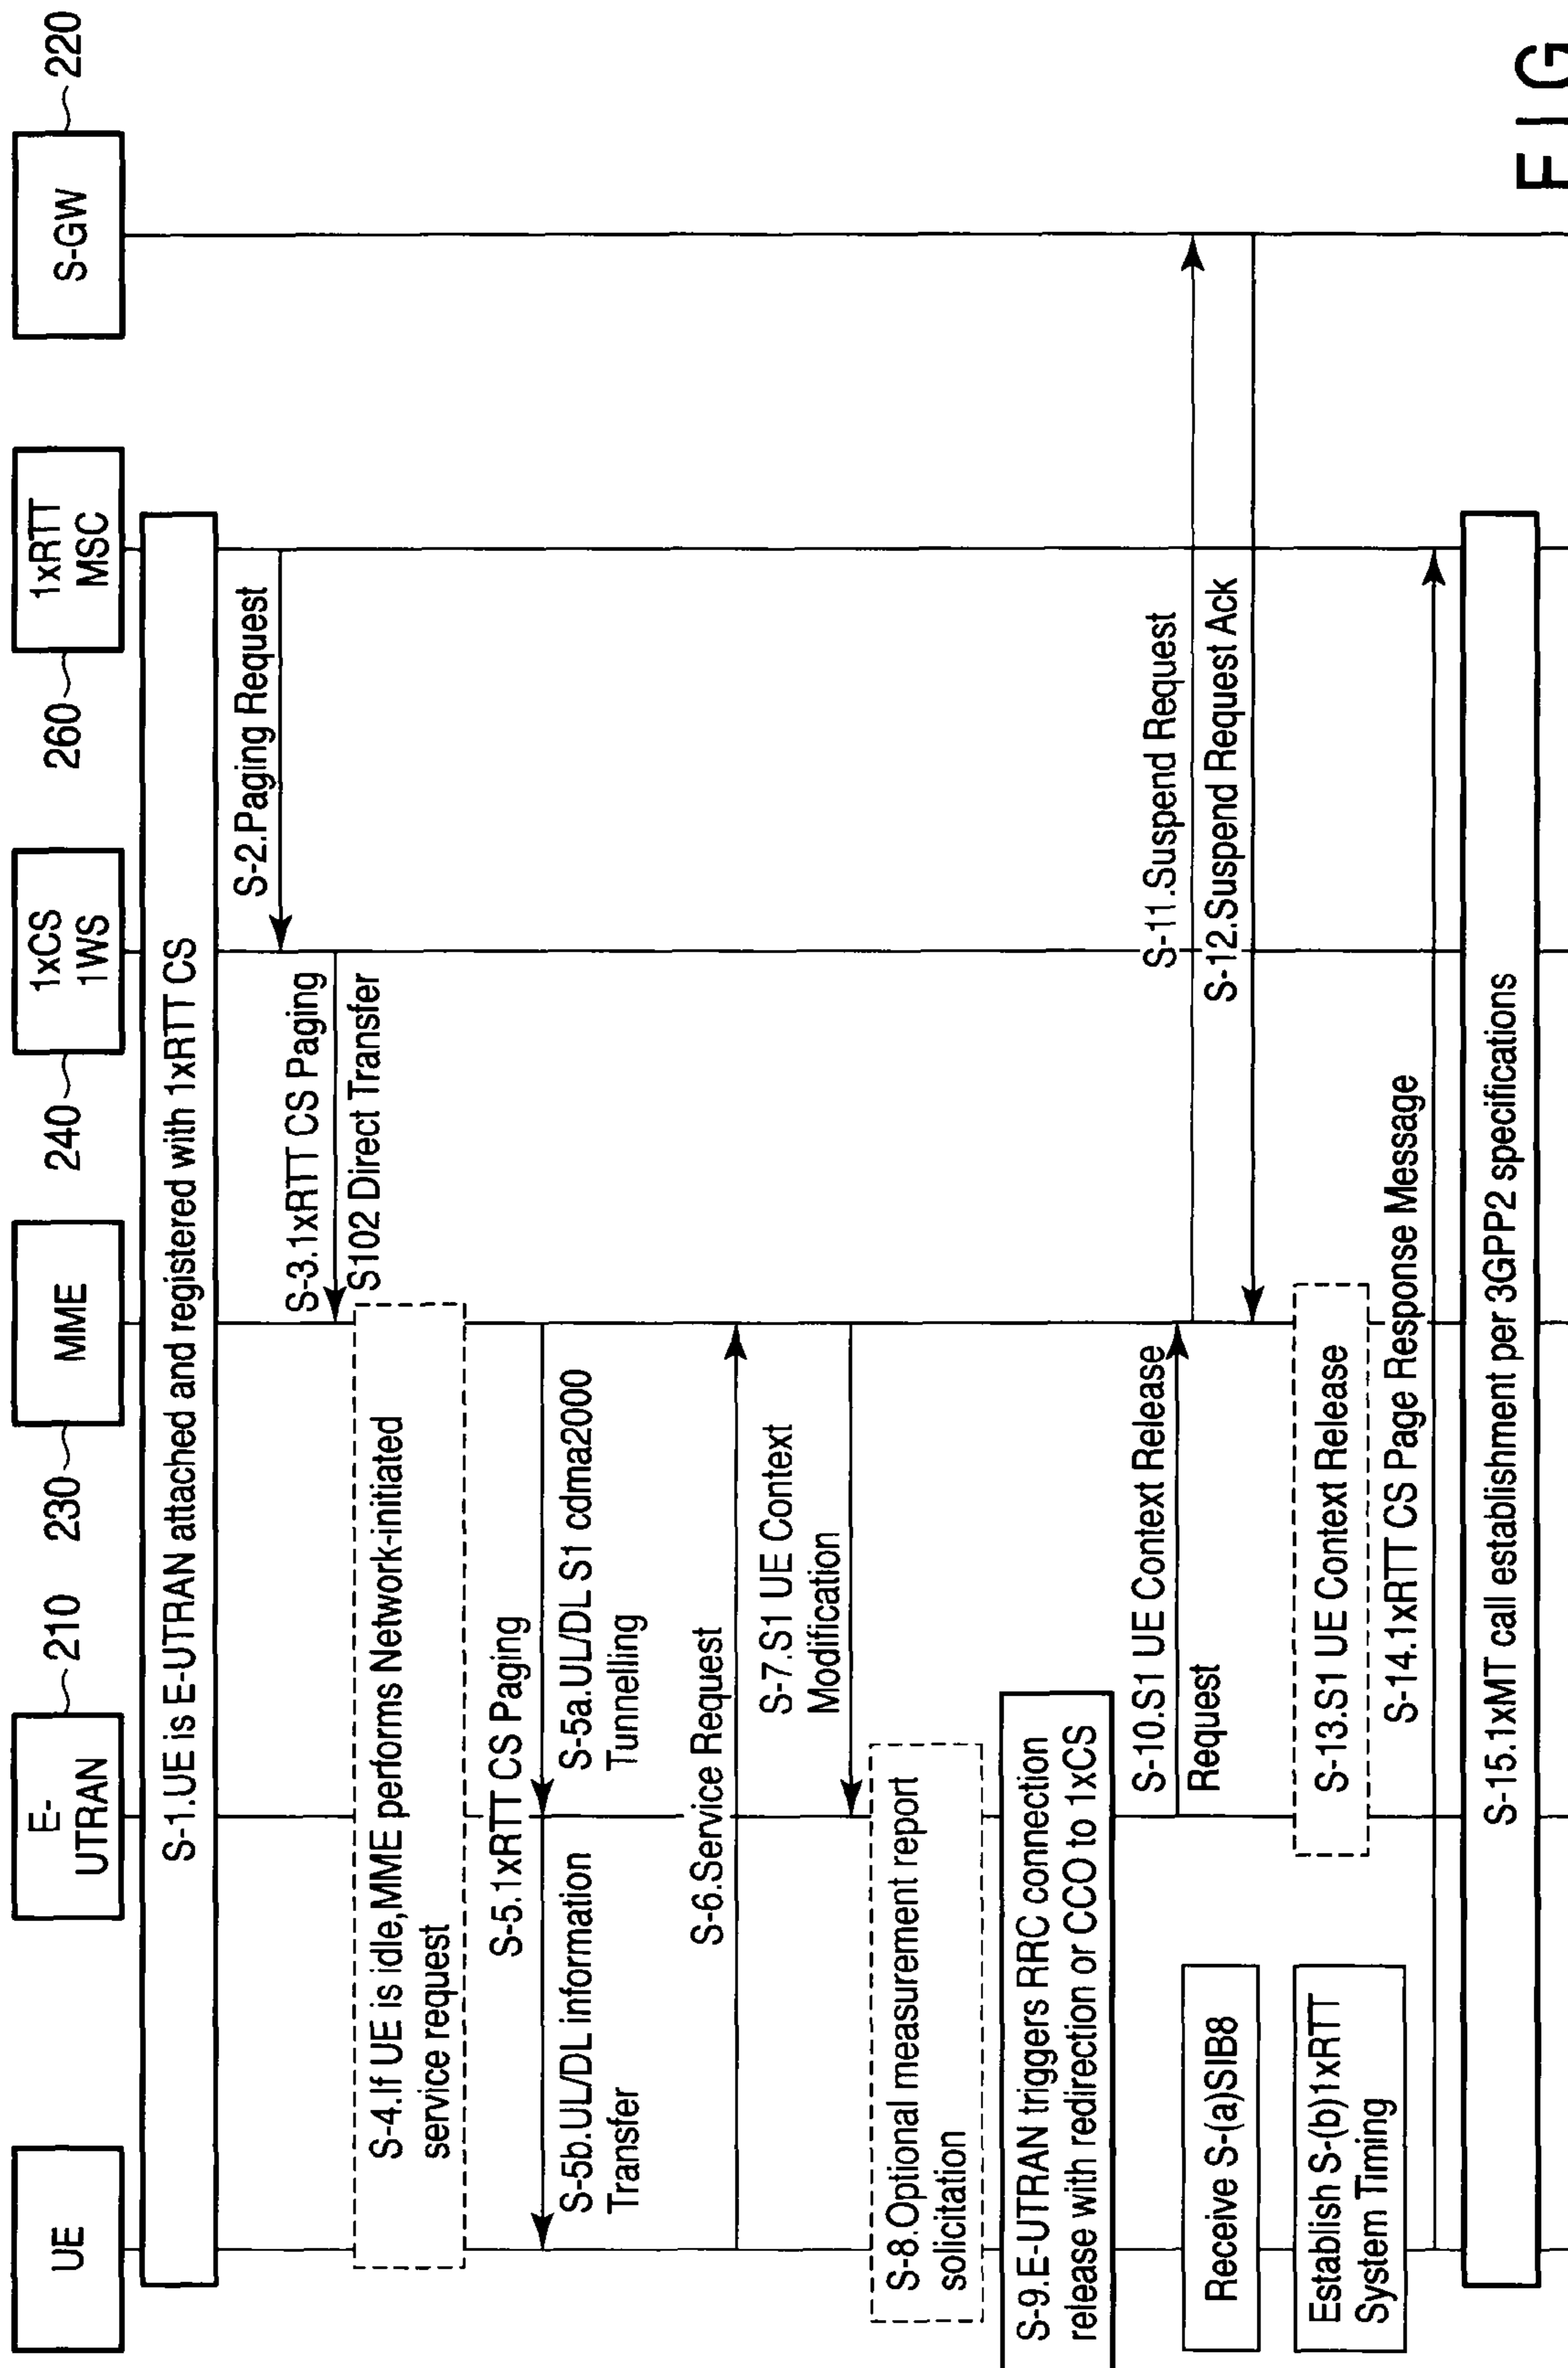 UE
E-
UTRAN
210
MME
230
1xCS
1WS
240
1xRTT
MSC
260
S-GW
220
S-1.UE is E-UTRAN attached and registered with 1xRTT CS
S-2.Paging Request
S-3.1xRTT CS Paging
S102 Direct Transfer
S-4.If UE is idle,MME performs Network-initiated
service request
S-5.1xRTT CS Paging
S-5a.UL/DL S1 cdma2000
Tunnelling
S-5b.UL/DL information
Transfer
S-6.Service Request
S-7.S1 UE Context
Modification
S-8.Optional measurement report
solicitation
S-9.E-UTRAN triggers RRC connection
release with redirection or CCO to 1xCS
S-10.S1 UE Context Release
Request
S-11.Suspend Request
S-12.Suspend Request Ack
Receive S-(a)SIB8
S-13.S1 UE Context Release
Establish S-(b)1xRTT
System Timing
S-14.1xRTT CS Page Response Message
S-15.1xMT call establishment per 3GPP2 specifications
FIG